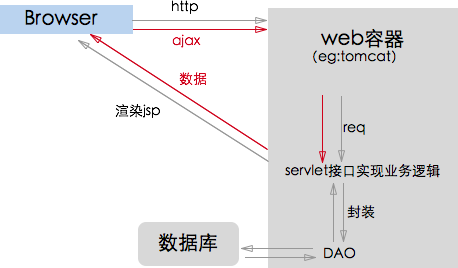 Browser
http
ajax
web容器
(eg:tomcat)
数据
渲染jsp
req
servlet接口实现业务逻辑
封装
数据库
DAO